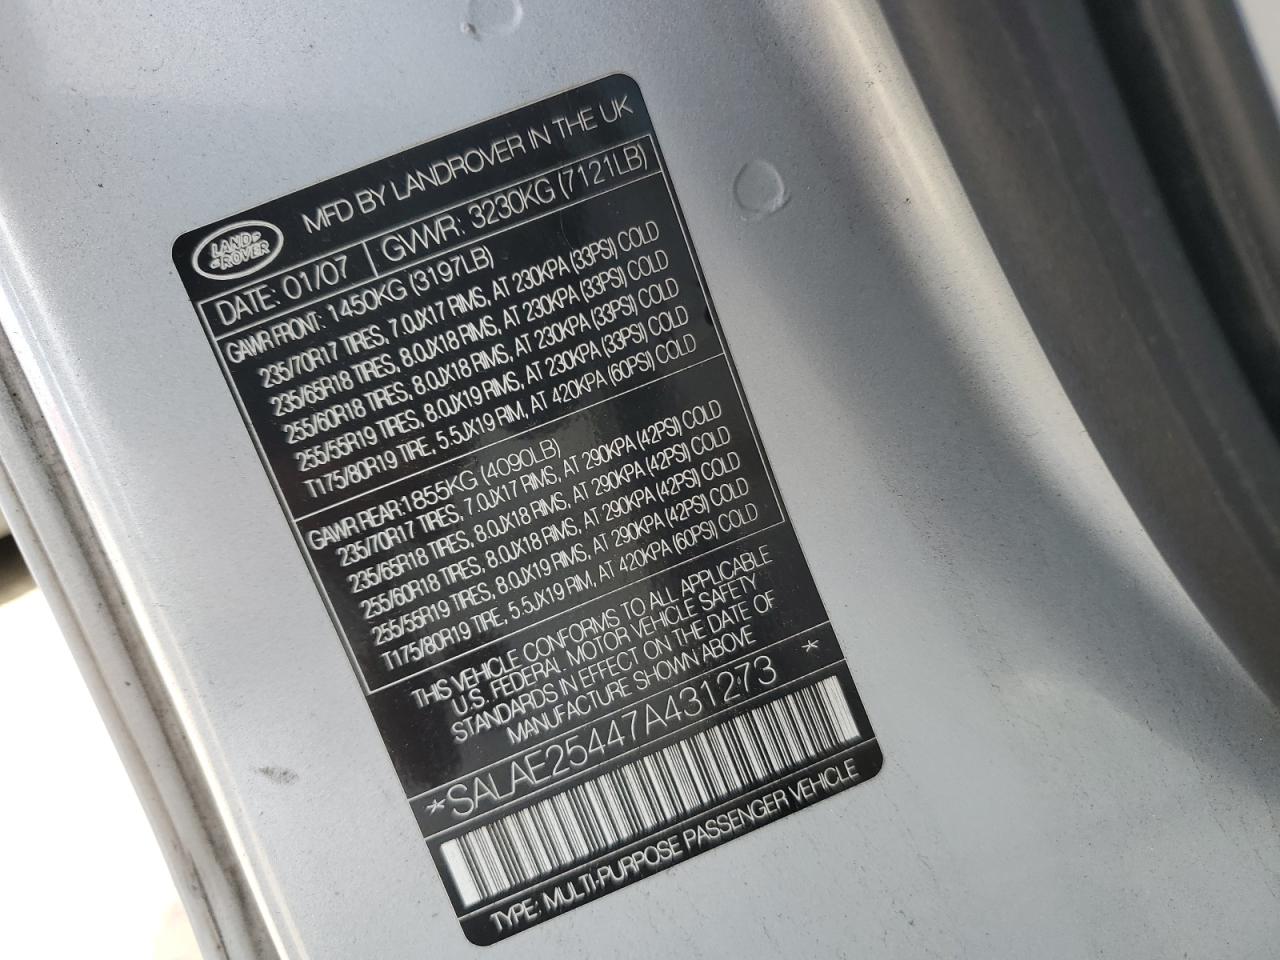 LAND ROVER
MFD BY LANDROVER IN THE UK
DATE: 01/07 GVWR: 3230KG (7121LB)
GAWR FRONT: 1450KG (3197LB)
235/70R17 TIRES, 7.0JX17 RIMS, AT 230KPA (33PSI) COLD
235/65R18 TIRES, 8.0JX18 RIMS, AT 230KPA (33PSI) COLD
255/60R18 TIRES, 8.0JX18 RIMS, AT 230KPA (33PSI) COLD
255/55R19 TIRES, 8.0JX19 RIMS, AT 230KPA (33PSI) COLD
T175/80R19 TIRE, 5.5JX19 RIM, AT 420KPA (60PSI) COLD
GAWR REAR: 1855KG (4090LB)
235/70R17 TIRES, 7.0JX17 RIMS, AT 290KPA (42PSI) COLD
235/65R18 TIRES, 8.0JX18 RIMS, AT 290KPA (42PSI) COLD
255/60R18 TIRES, 8.0JX18 RIMS, AT 290KPA (42PSI) COLD
255/55R19 TIRES, 8.0JX19 RIMS, AT 290KPA (42PSI) COLD
T175/80R19 TIRE, 5.5JX19 RIM, AT 420KPA (60PSI) COLD
THIS VEHICLE CONFORMS TO ALL APPLICABLE
U.S. FEDERAL MOTOR VEHICLE SAFETY
STANDARDS IN EFFECT ON THE DATE OF
MANUFACTURE SHOWN ABOVE
*SALAE25447A431273 *
TYPE: MULTI-PURPOSE PASSENGER VEHICLE